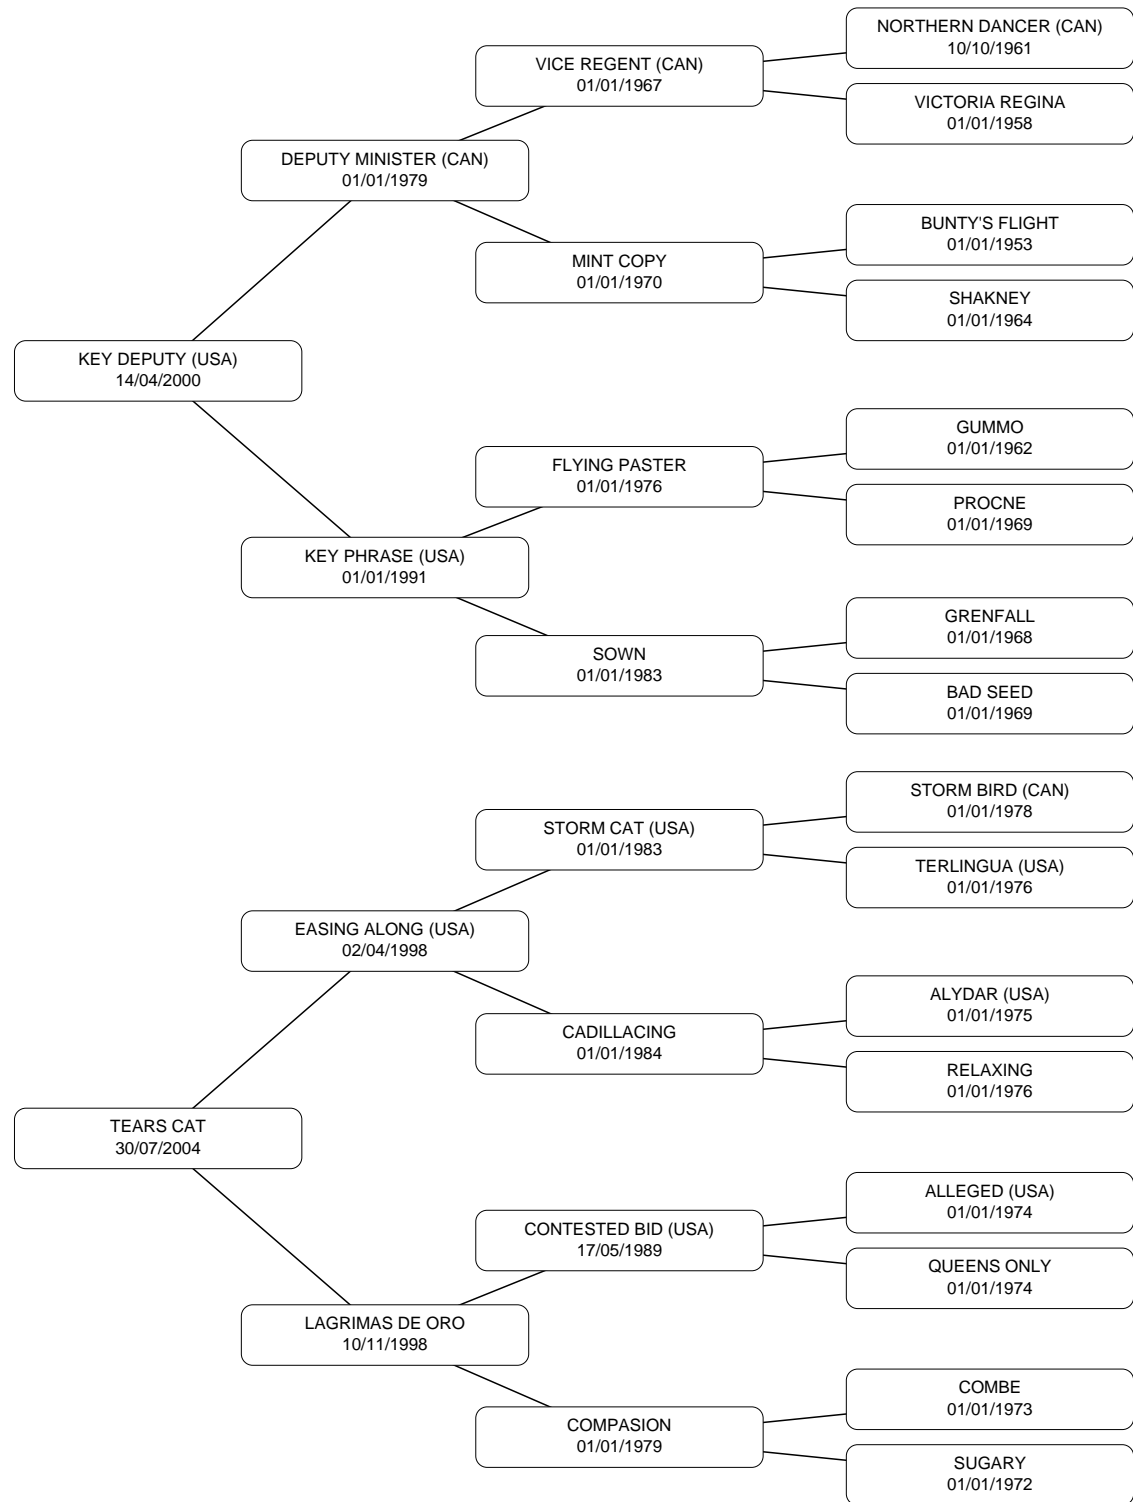 NORTHERN DANCER (CAN)
10/10/1961
VICE REGENT (CAN)
01/01/1967
VICTORIA REGINA
01/01/1958
DEPUTY MINISTER (CAN)
01/01/1979
BUNTY'S FLIGHT
01/01/1953
MINT COPY
01/01/1970
SHAKNEY
01/01/1964
KEY DEPUTY (USA)
14/04/2000
GUMMO
01/01/1962
FLYING PASTER
01/01/1976
PROCNE
01/01/1969
KEY PHRASE (USA)
01/01/1991
GRENFALL
01/01/1968
SOWN
01/01/1983
BAD SEED
01/01/1969
STORM BIRD (CAN)
01/01/1978
STORM CAT (USA)
01/01/1983
TERLINGUA (USA)
01/01/1976
EASING ALONG (USA)
02/04/1998
ALYDAR (USA)
01/01/1975
CADILLACING
01/01/1984
RELAXING
01/01/1976
TEARS CAT
30/07/2004
ALLEGED (USA)
01/01/1974
CONTESTED BID (USA)
17/05/1989
QUEENS ONLY
01/01/1974
LAGRIMAS DE ORO
10/11/1998
COMBE
01/01/1973
COMPASION
01/01/1979
SUGARY
01/01/1972